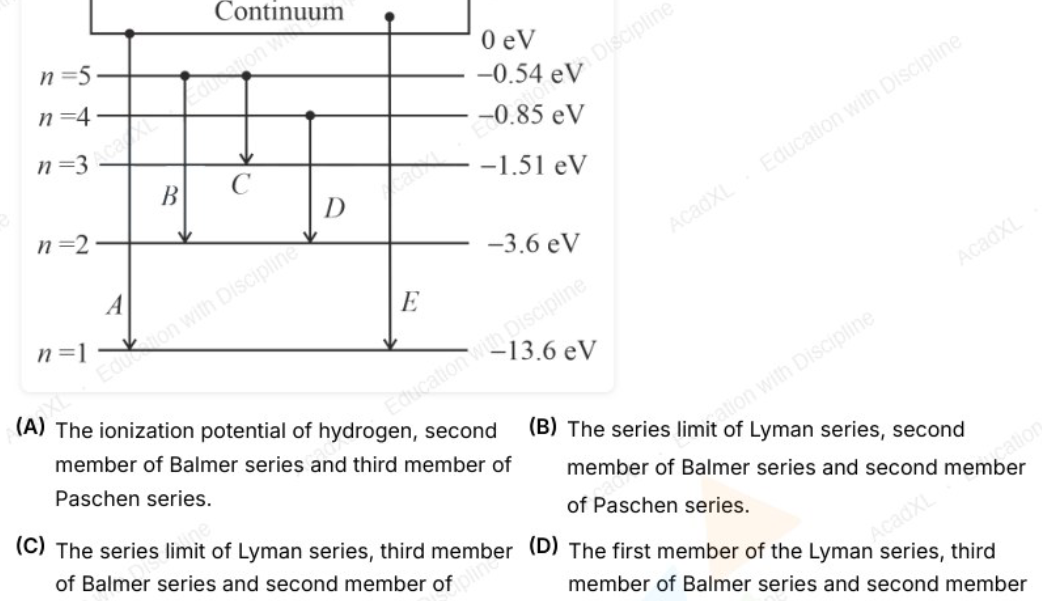 Continuum
0 eV
n=5 −0.54 eV
n=4 −0.85 eV
n=3 −1.51 eV
B C D
n=2 −3.6 eV
A E
n=1 −13.6 eV
(A) The ionization potential of hydrogen, second
member of Balmer series and third member of
Paschen series.
(B) The series limit of Lyman series, second
member of Balmer series and second member
of Paschen series.
(C) The series limit of Lyman series, third member
of Balmer series and second member of
(D) The first member of the Lyman series, third
member of Balmer series and second member
AcadXL · Education with Discipline